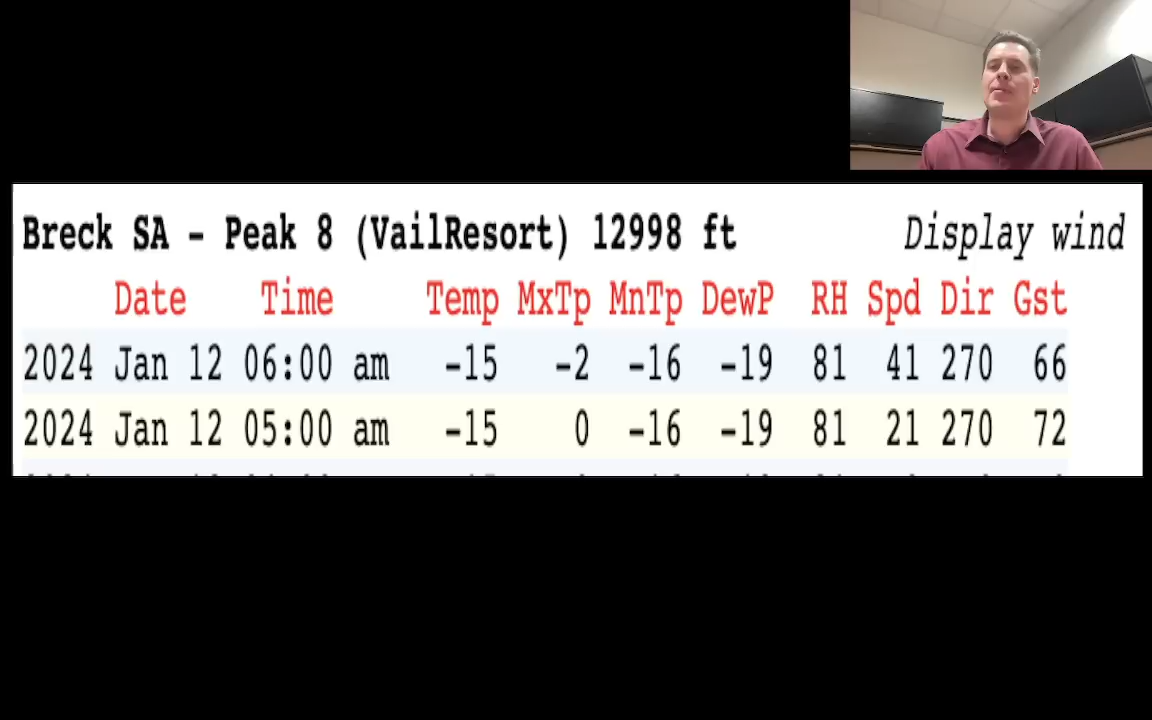 Breck SA - Peak 8 (VailResort) 12998 ft Display wind
Date Time Temp MxTp MnTp DewP RH Spd Dir Gst
2024 Jan 12 06:00 am -15 -2 -16 -19 81 41 270 66
2024 Jan 12 05:00 am -15 0 -16 -19 81 21 270 72